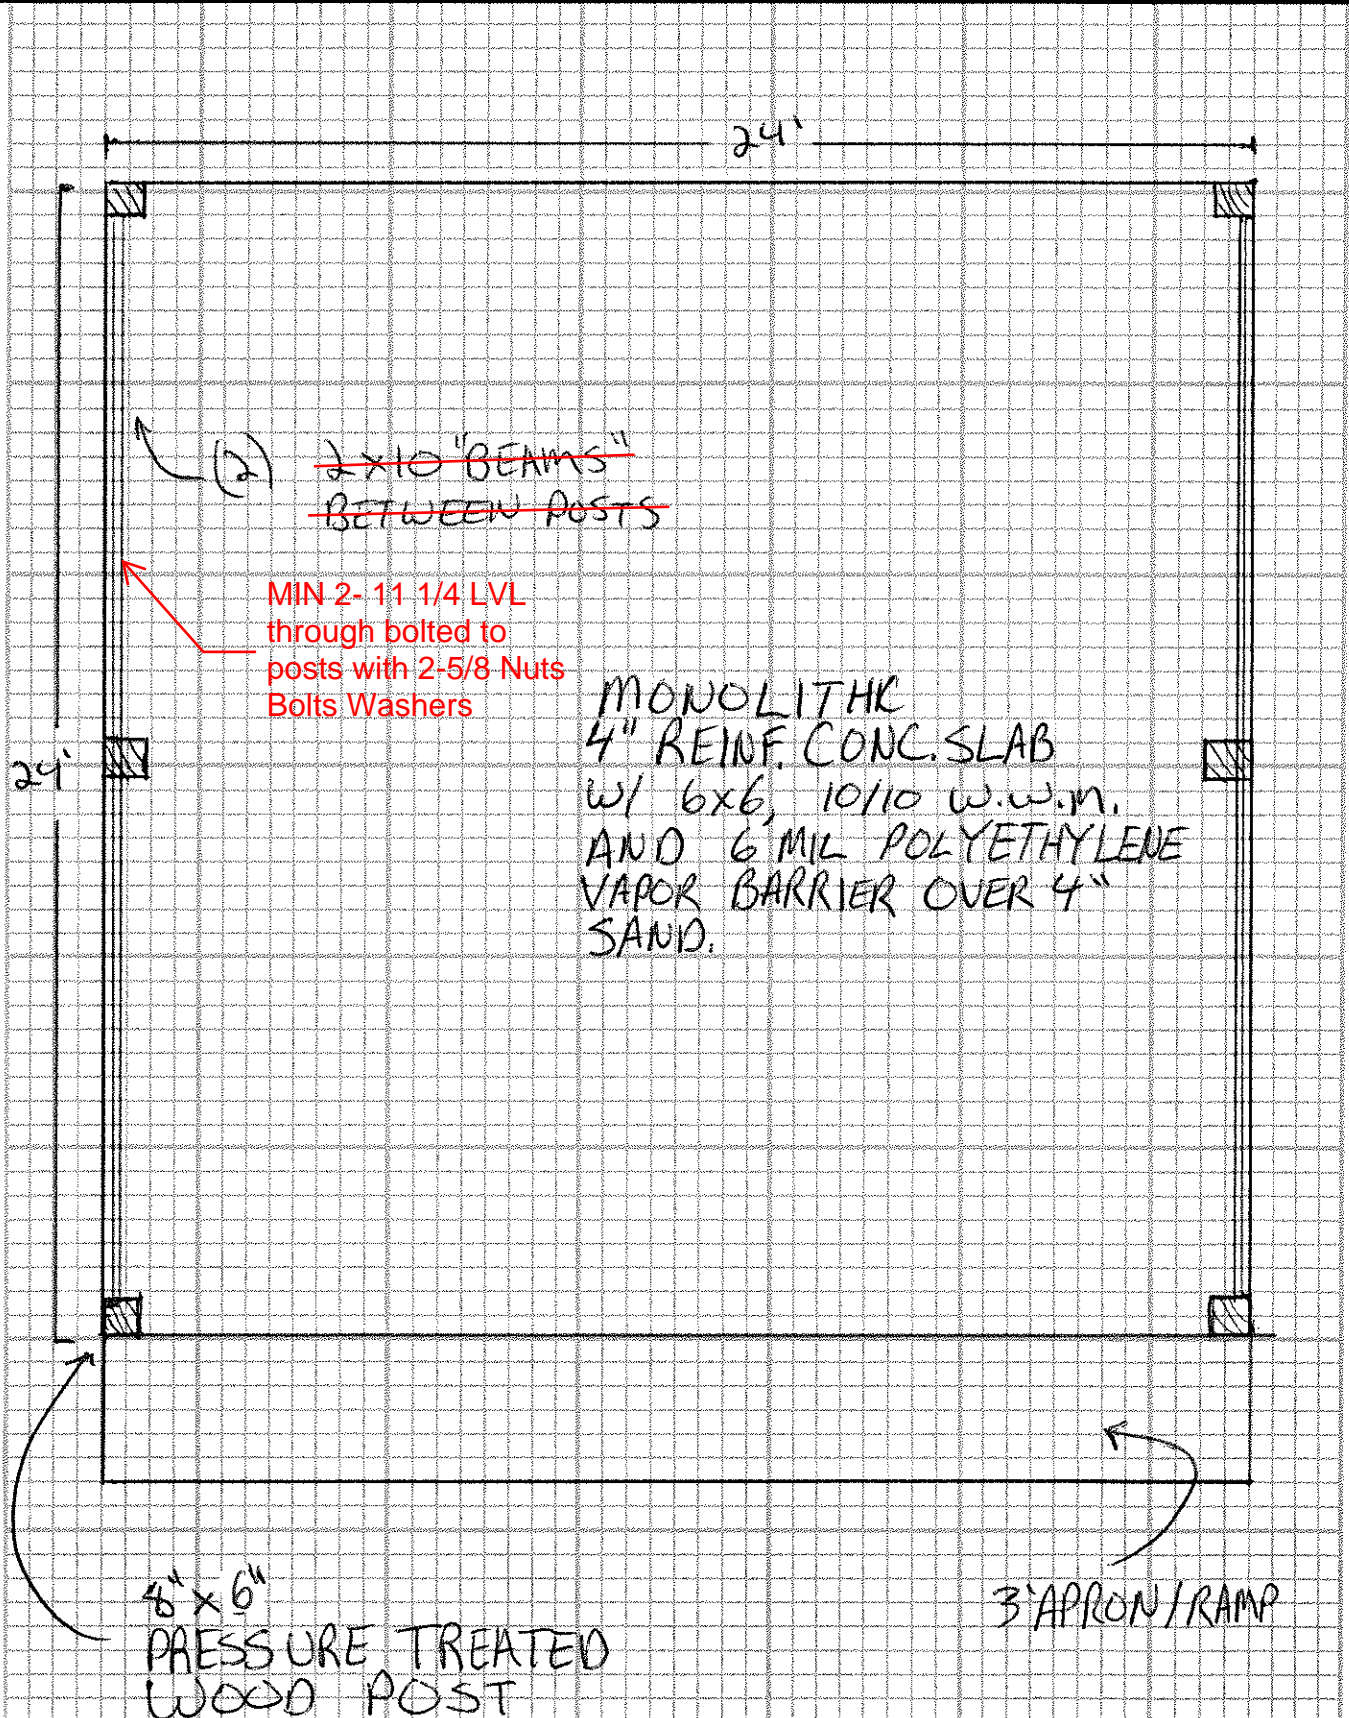 24'
(2) 2x10 "BEAMS"
BETWEEN POSTS
MIN 2- 11 1/4 LVL
through bolted to
posts with 2-5/8 Nuts
Bolts Washers
24'
MONOLITHIC
4" REINF. CONC. SLAB
W/ 6x6, 10/10 W.W.M.
AND 6 MIL POLYETHYLENE
VAPOR BARRIER OVER 4"
SAND.
8" x 6"
PRESSURE TREATED
WOOD POST
3' APRON/RAMP